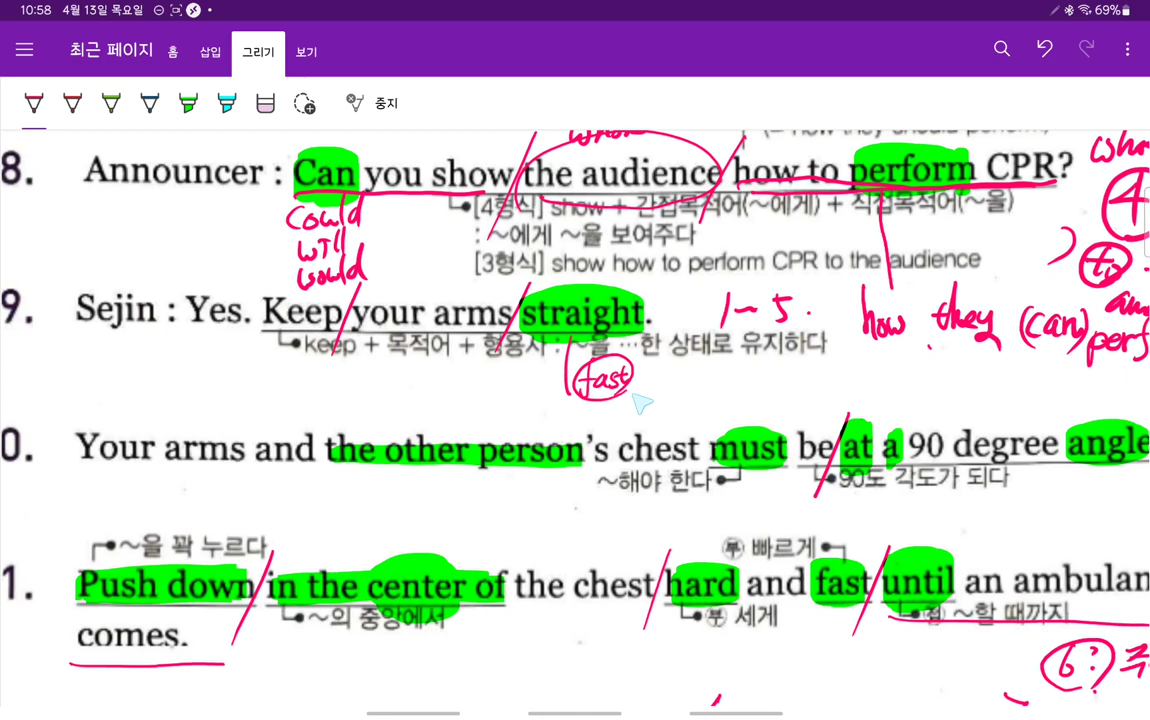 10:58 4월 13일 목요일 69%
최근 페이지 홈 삽입 그리기 보기
중지
8. Announcer : Can you show the audience how to perform CPR?
[4형식] show + 간접목적어(~에게) + 직접목적어(~을)
could
: ~에게 ~을 보여주다
will
[3형식] show how to perform CPR to the audience
would
④
to
9. Sejin : Yes. Keep your arms straight.
1~5.
how they (can)
keep + 목적어 + 형용사 : ~을 …한 상태로 유지하다
fast
0. Your arms and the other person's chest must be at a 90 degree angle
~해야 한다
90도 각도가 되다
~을 꽉 누르다
㉾ 빠르게
1. Push down in the center of the chest hard and fast until an ambulan
~의 중앙에서
㉾ 세게
~할 때까지
comes.
6?